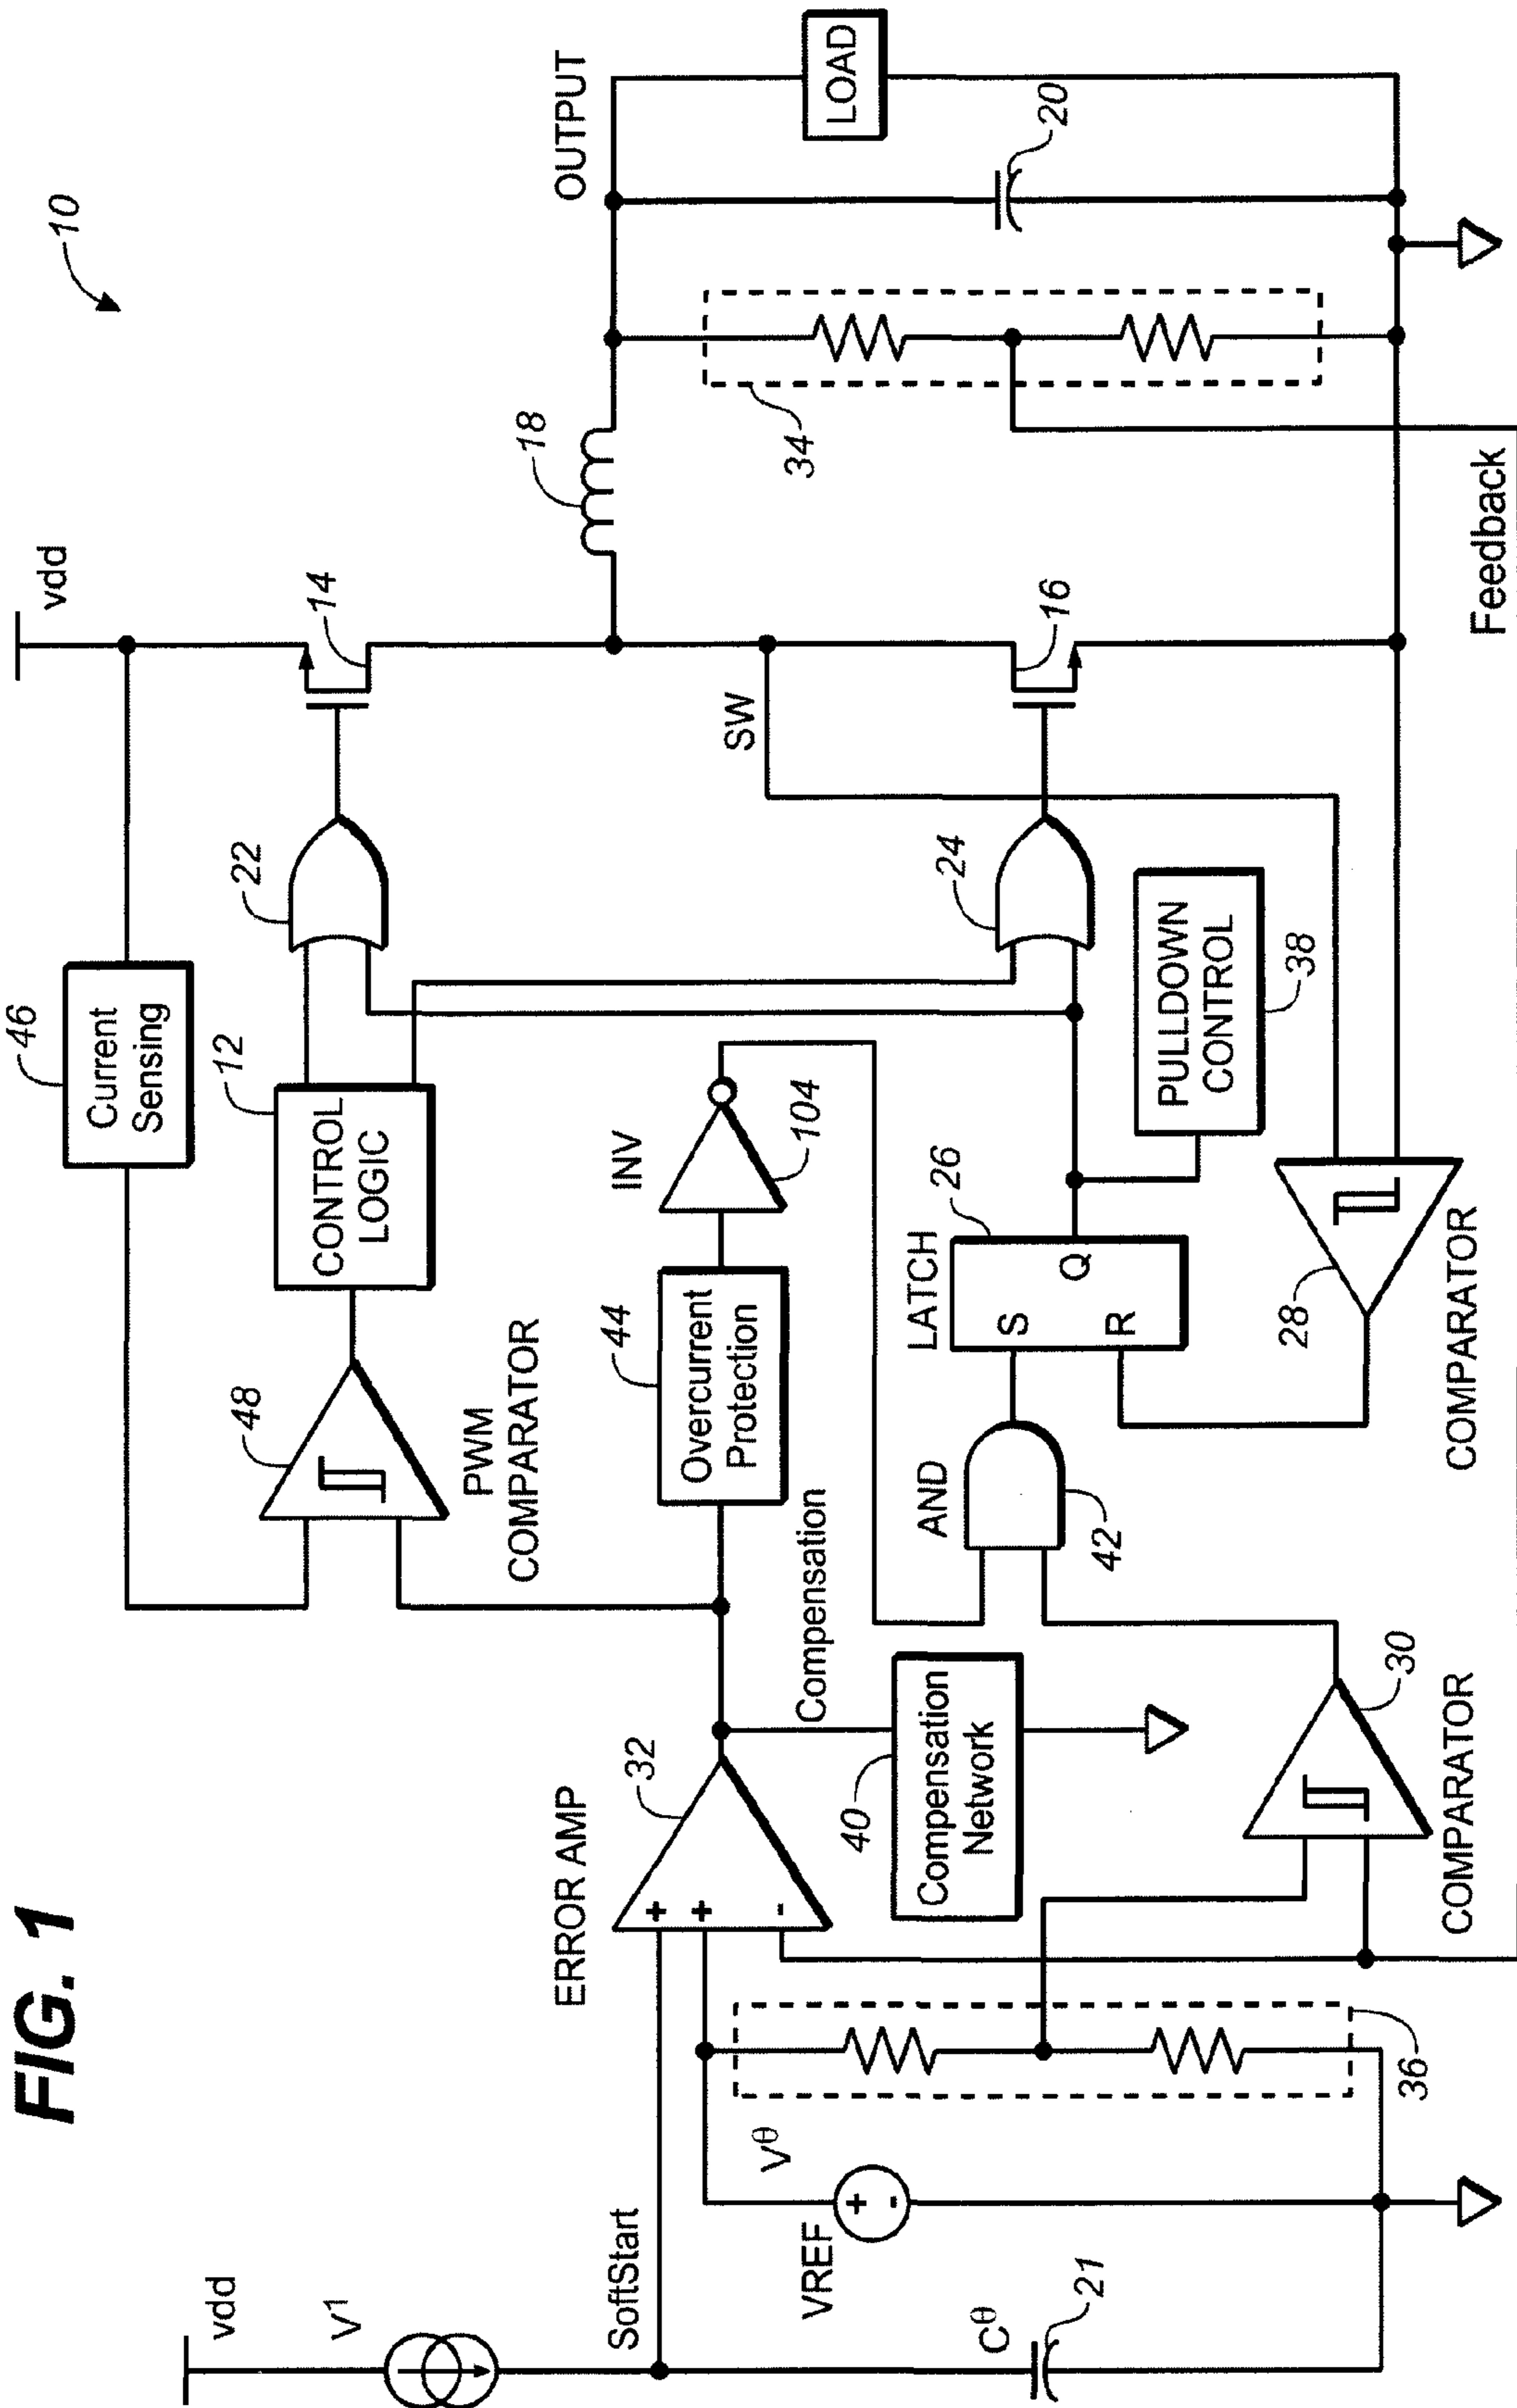 FIG. 1
10
vdd
46
Current
Sensing
14
22
12
CONTROL
LOGIC
48
PWM
COMPARATOR
18
OUTPUT
LOAD
20
34
SW
16
24
PULLDOWN
CONTROL
38
INV
104
44
Overcurrent
Protection
LATCH
26
S
Q
R
28
COMPARATOR
AND
42
Compensation
ERROR AMP
32
+
+
-
40
Compensation
Network
30
COMPARATOR
36
Feedback
vdd
V1
SoftStart
Vθ
VREF
+
-
Cθ
21